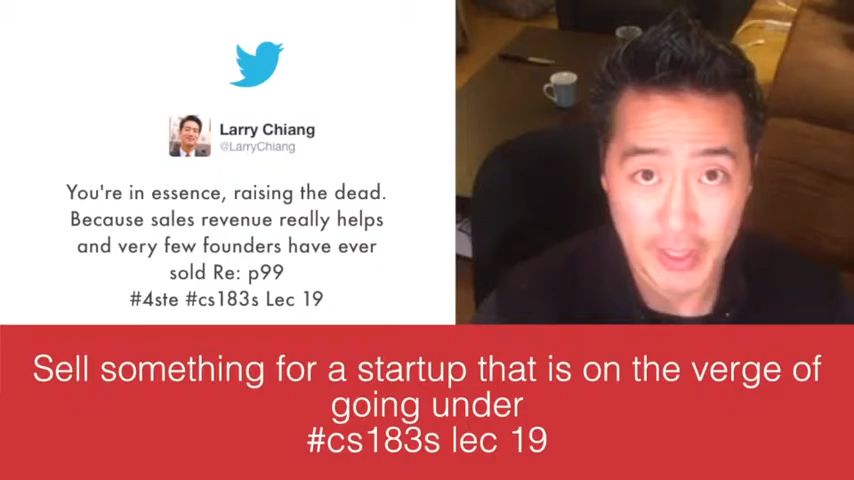 Larry Chiang
@LarryChiang
You're in essence, raising the dead.
Because sales revenue really helps
and very few founders have ever
sold Re: p99
#4ste #cs183s Lec 19
Sell something for a startup that is on the verge of
going under
#cs183s lec 19